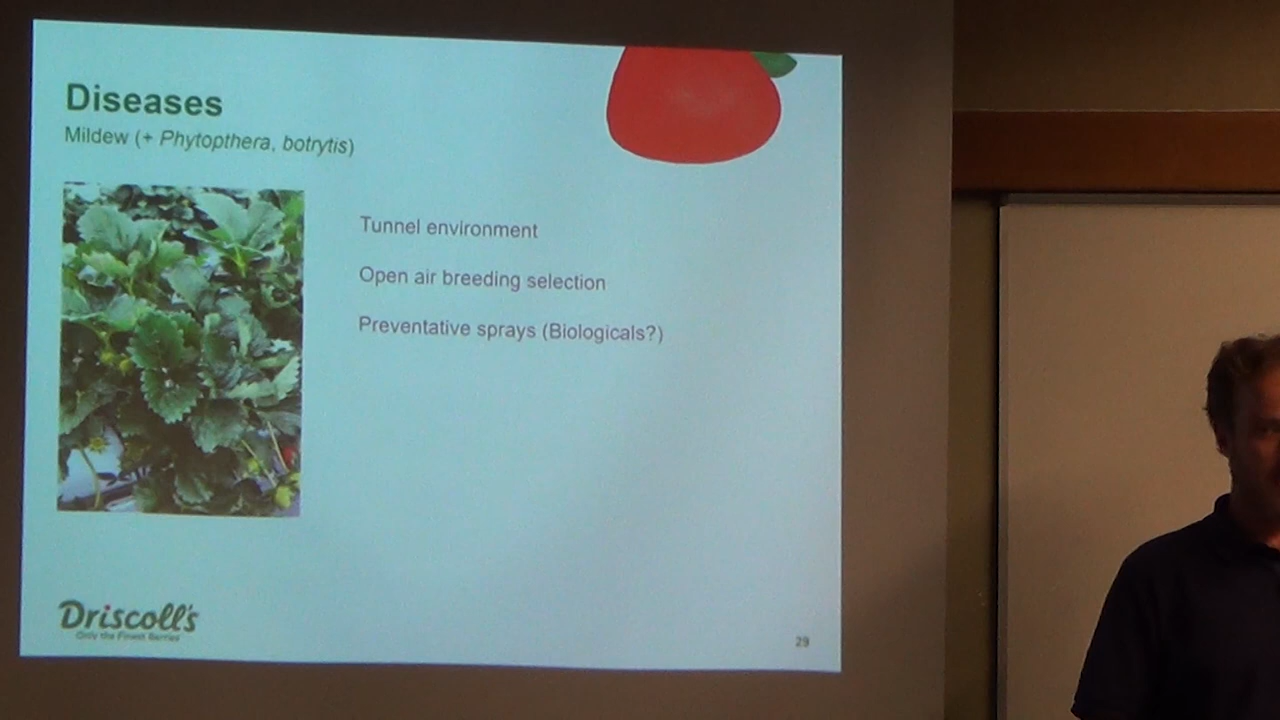 Diseases
Mildew (+ Phytopthera, botrytis)
Tunnel environment
Open air breeding selection
Preventative sprays (Biologicals?)
Driscoll's
Only the Finest Berries
29